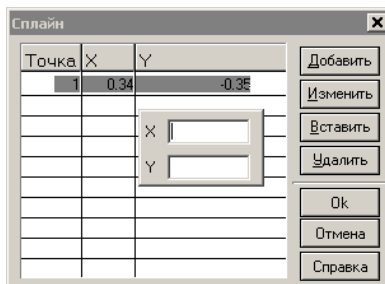 Сплайн
Точка X Y
1 0.34 -0.35
X
Y
Добавить
Изменить
Вставить
Удалить
Ok
Отмена
Справка